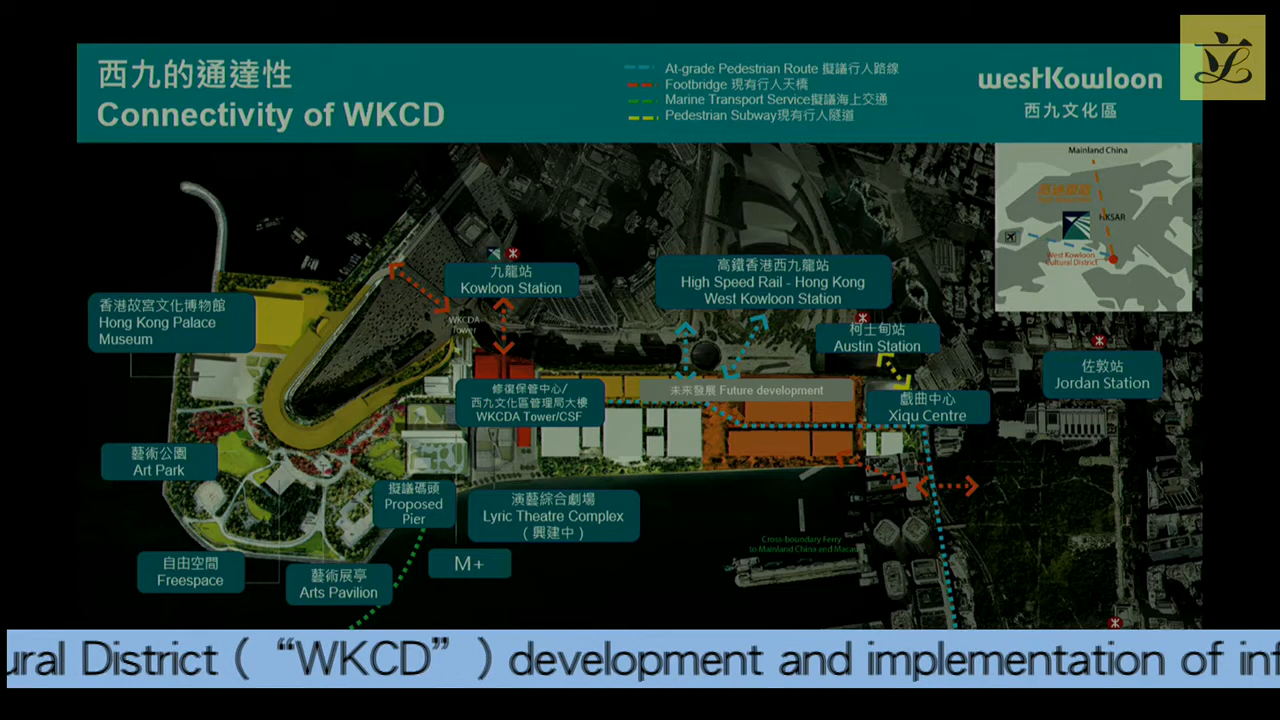 西九的通達性
Connectivity of WKCD
At-grade Pedestrian Route 擬議行人路線
Footbridge 現有行人天橋
Marine Transport Service擬議海上交通
Pedestrian Subway現有行人隧道
westKowloon
西九文化區
立
Mainland China
高速鐵路
HKSAR
West Kowloon
Cultural District
九龍站
Kowloon Station
高鐵香港西九龍站
High Speed Rail - Hong Kong
West Kowloon Station
柯士甸站
Austin Station
佐敦站
Jordan Station
香港故宮文化博物館
Hong Kong Palace
Museum
WKCDA
Tower
修復保管中心/
西九文化區管理局大樓
WKCDA Tower/CSF
未來發展 Future development
戲曲中心
Xiqu Centre
藝術公園
Art Park
擬議碼頭
Proposed
Pier
演藝綜合劇場
Lyric Theatre Complex
（興建中）
M+
Cross-boundary Ferry
to Mainland China and Macau
自由空間
Freespace
藝術展亭
Arts Pavilion
ural District (“WKCD”) development and implementation of inf